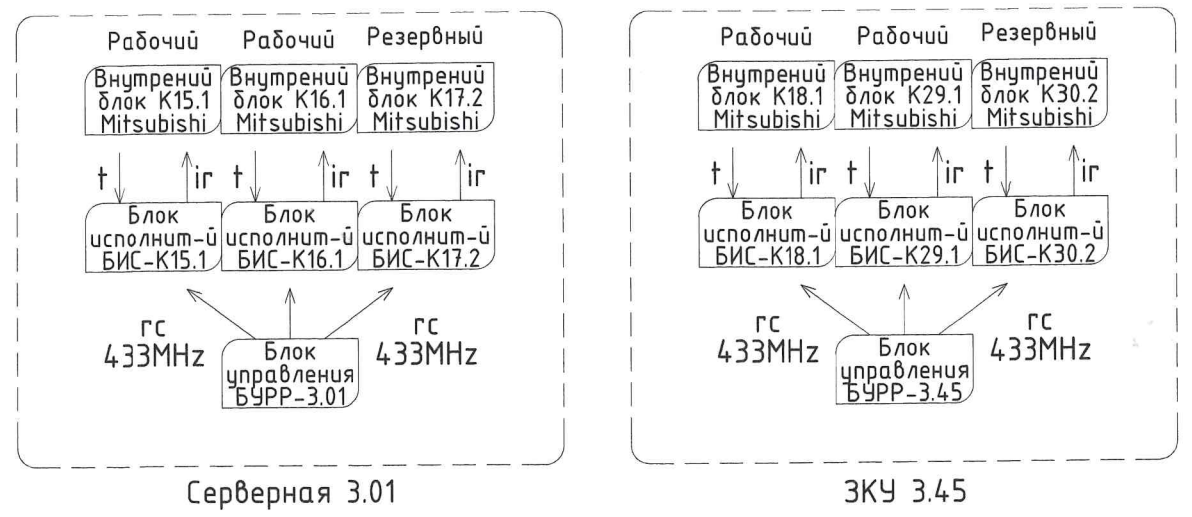 Рабочий Рабочий Резервный
Внутрений блок К15.1 Mitsubishi
Внутрений блок К16.1 Mitsubishi
Внутрений блок К17.2 Mitsubishi
t ir t ir t ir
Блок исполнит-й БИС-К15.1
Блок исполнит-й БИС-К16.1
Блок исполнит-й БИС-К17.2
rc 433MHz
rc 433MHz
Блок управления БУРР-3.01
Серверная 3.01
Рабочий Рабочий Резервный
Внутрений блок К18.1 Mitsubishi
Внутрений блок К29.1 Mitsubishi
Внутрений блок К30.2 Mitsubishi
t ir t ir t ir
Блок исполнит-й БИС-К18.1
Блок исполнит-й БИС-К29.1
Блок исполнит-й БИС-К30.2
rc 433MHz
rc 433MHz
Блок управления БУРР-3.45
ЗКУ 3.45